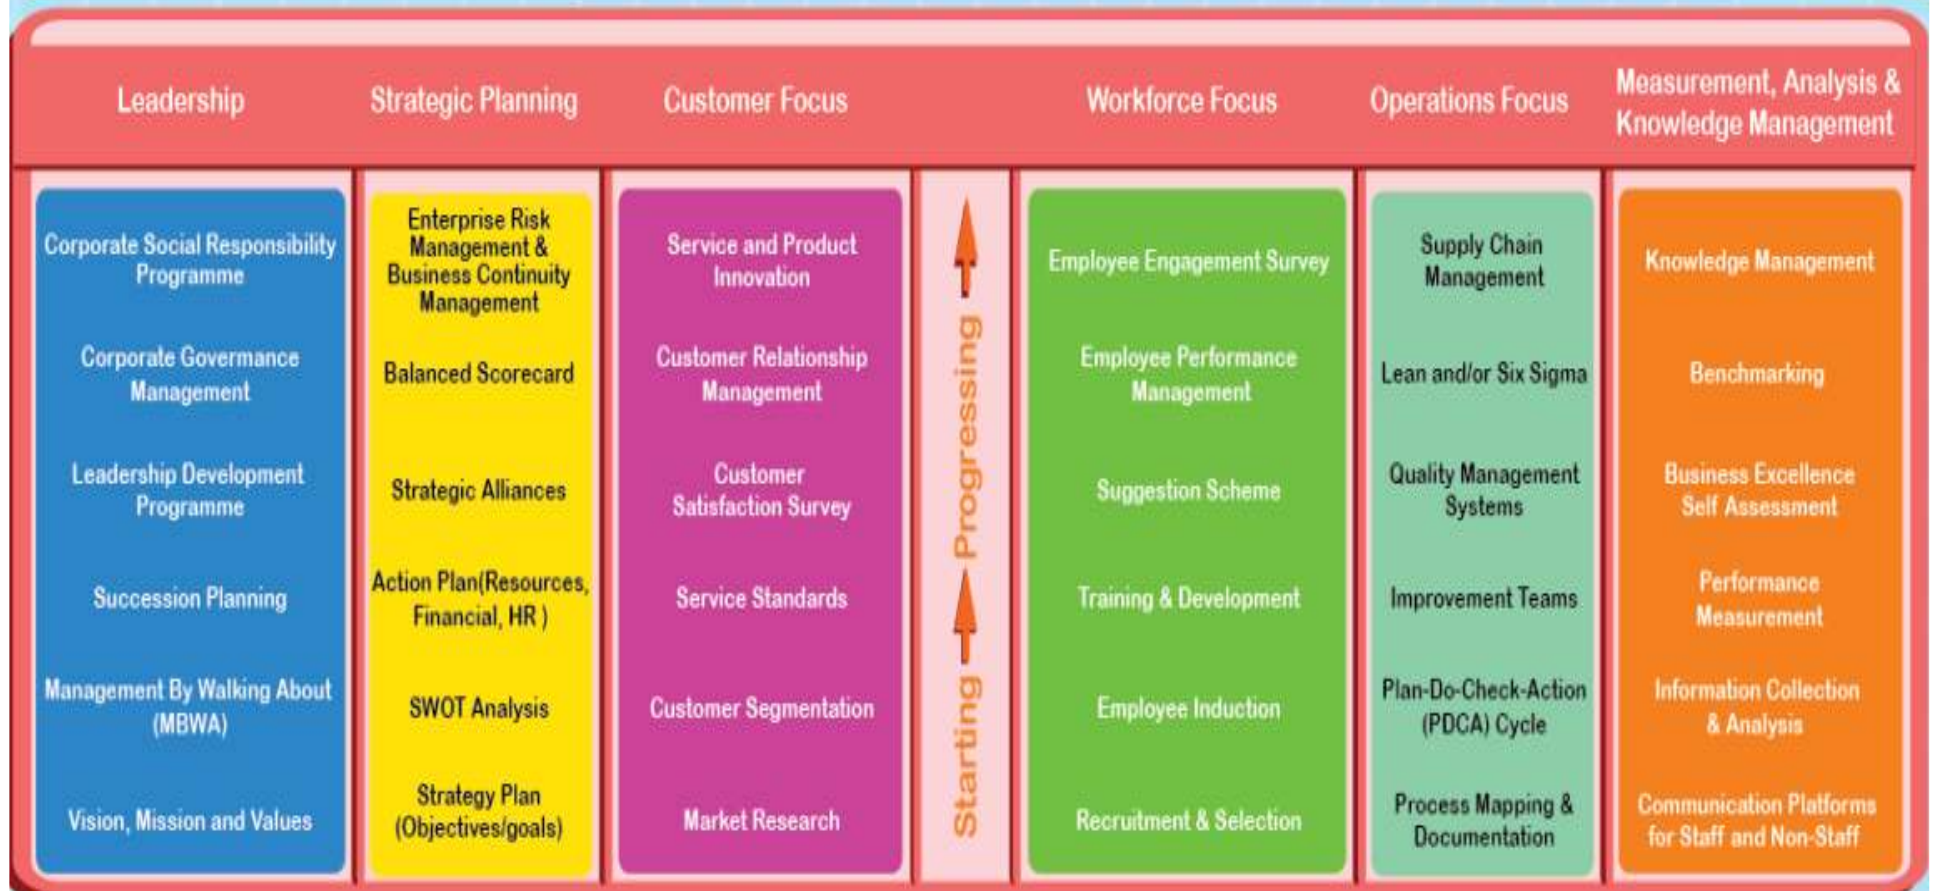 Leadership
Strategic Planning
Customer Focus
Workforce Focus
Operations Focus
Measurement, Analysis &
Knowledge Management
Corporate Social Responsibility
Programme
Corporate Governance
Management
Leadership Development
Programme
Succession Planning
Management By Walking About
(MBWA)
Vision, Mission and Values
Enterprise Risk
Management &
Business Continuity
Management
Balanced Scorecard
Strategic Alliances
Action Plan(Resources,
Financial, HR )
SWOT Analysis
Strategy Plan
(Objectives/goals)
Service and Product
Innovation
Customer Relationship
Management
Customer
Satisfaction Survey
Service Standards
Customer Segmentation
Market Research
Starting
Progressing
Employee Engagement Survey
Employee Performance
Management
Suggestion Scheme
Training & Development
Employee Induction
Recruitment & Selection
Supply Chain
Management
Lean and/or Six Sigma
Quality Management
Systems
Improvement Teams
Plan-Do-Check-Action
(PDCA) Cycle
Process Mapping &
Documentation
Knowledge Management
Benchmarking
Business Excellence
Self Assessment
Performance
Measurement
Information Collection
& Analysis
Communication Platforms
for Staff and Non-Staff